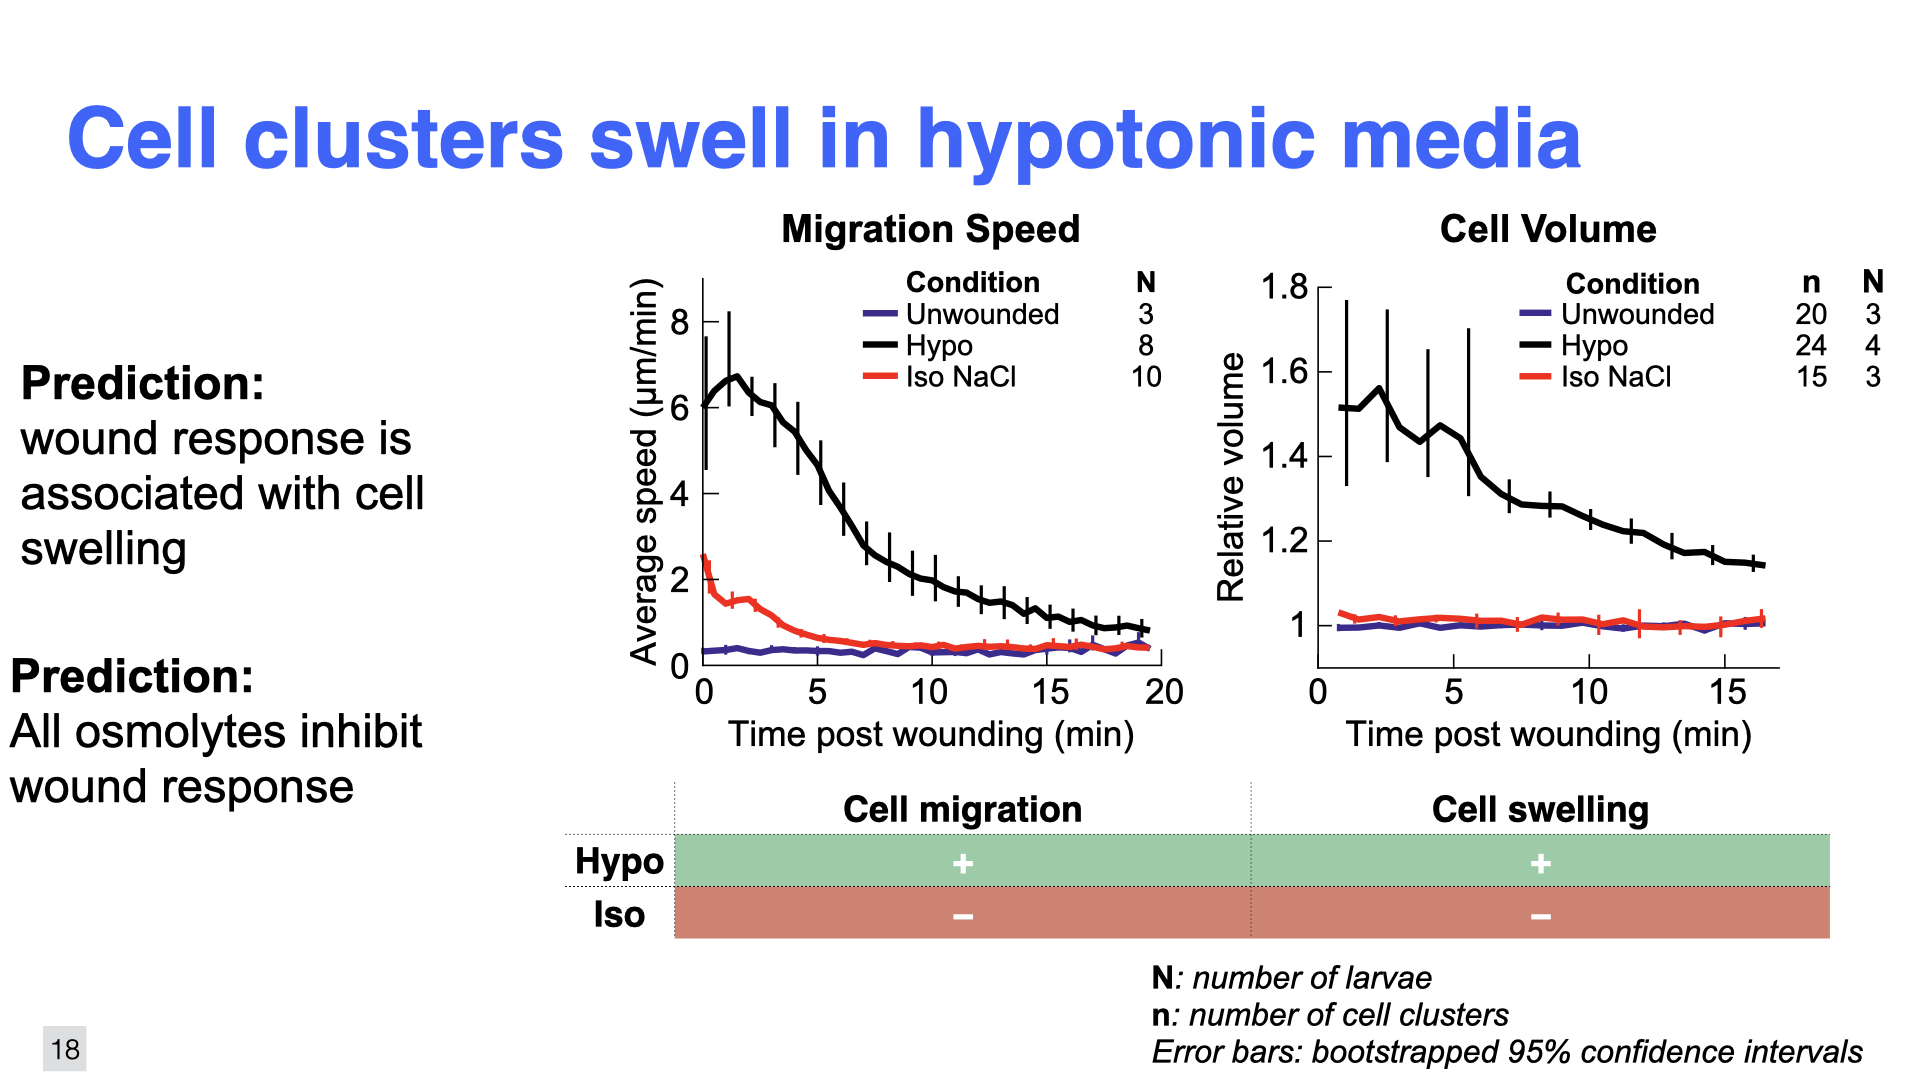 Cell clusters swell in hypotonic media
Prediction:
wound response is
associated with cell
swelling
Prediction:
All osmolytes inhibit
wound response
Migration Speed
Condition N
Unwounded 3
Hypo 8
Iso NaCl 10
Average speed (μm/min)
8
6
4
2
0
0 5 10 15 20
Time post wounding (min)
Cell Volume
Condition n N
Unwounded 20 3
Hypo 24 4
Iso NaCl 15 3
Relative volume
1.8
1.6
1.4
1.2
1
0 5 10 15
Time post wounding (min)
Cell migration Cell swelling
Hypo + +
Iso – –
N: number of larvae
n: number of cell clusters
Error bars: bootstrapped 95% confidence intervals
18